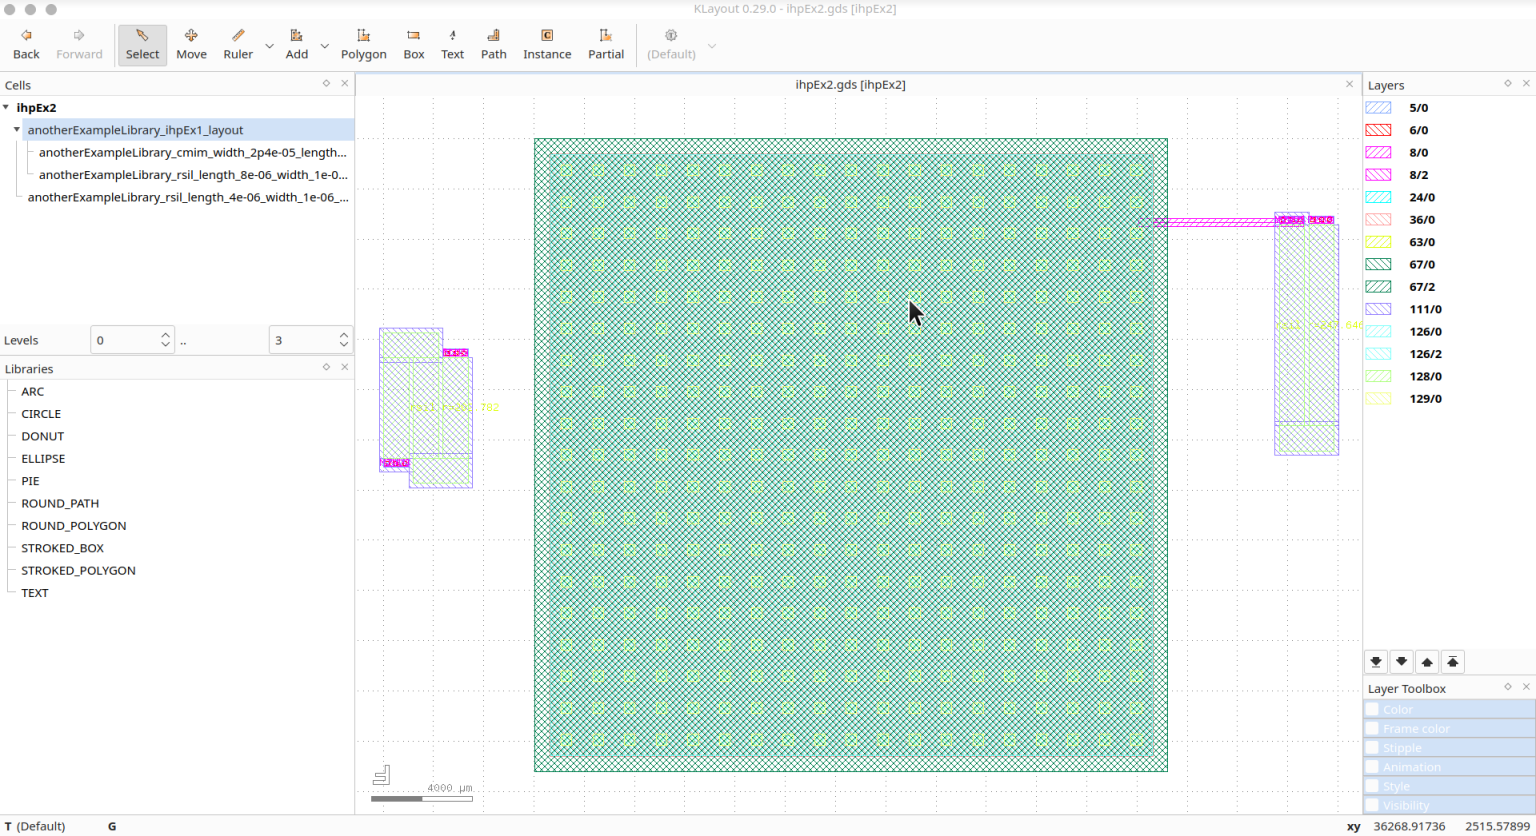 KLayout 0.29.0 - ihpEx2.gds [ihpEx2]
Back
Forward
Select
Move
Ruler
Add
Polygon
Box
Text
Path
Instance
Partial
(Default)
Cells
ihpEx2
anotherExampleLibrary_ihpEx1_layout
anotherExampleLibrary_cmim_width_2p4e-05_length...
anotherExampleLibrary_rsil_length_8e-06_width_1e-0...
anotherExampleLibrary_rsil_length_4e-06_width_1e-06_...
Levels
0
..
3
Libraries
ARC
CIRCLE
DONUT
ELLIPSE
PIE
ROUND_PATH
ROUND_POLYGON
STROKED_BOX
STROKED_POLYGON
TEXT
ihpEx2.gds [ihpEx2]
4000 µm
Layers
5/0
6/0
8/0
8/2
24/0
36/0
63/0
67/0
67/2
111/0
126/0
126/2
128/0
129/0
Layer Toolbox
Color
Frame color
Stipple
Animation
Style
Visibility
T (Default)
G
xy
36268.91736
2515.57899